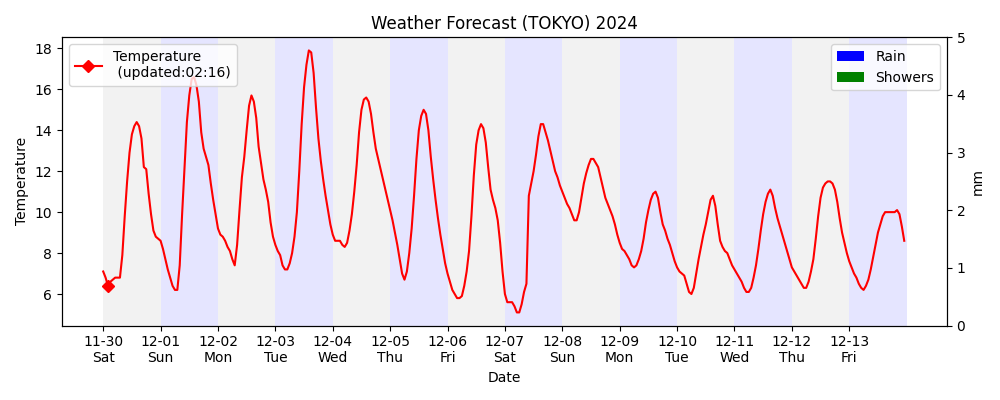 Weather Forecast (TOKYO) 2024
Temperature
(updated:02:16)
Rain
Showers
18
16
14
12
10
8
6
Temperature
5
4
3
2
1
0
mm
11-30 12-01 12-02 12-03 12-04 12-05 12-06 12-07 12-08 12-09 12-10 12-11 12-12 12-13
Sat Sun Mon Tue Wed Thu Fri Sat Sun Mon Tue Wed Thu Fri
Date